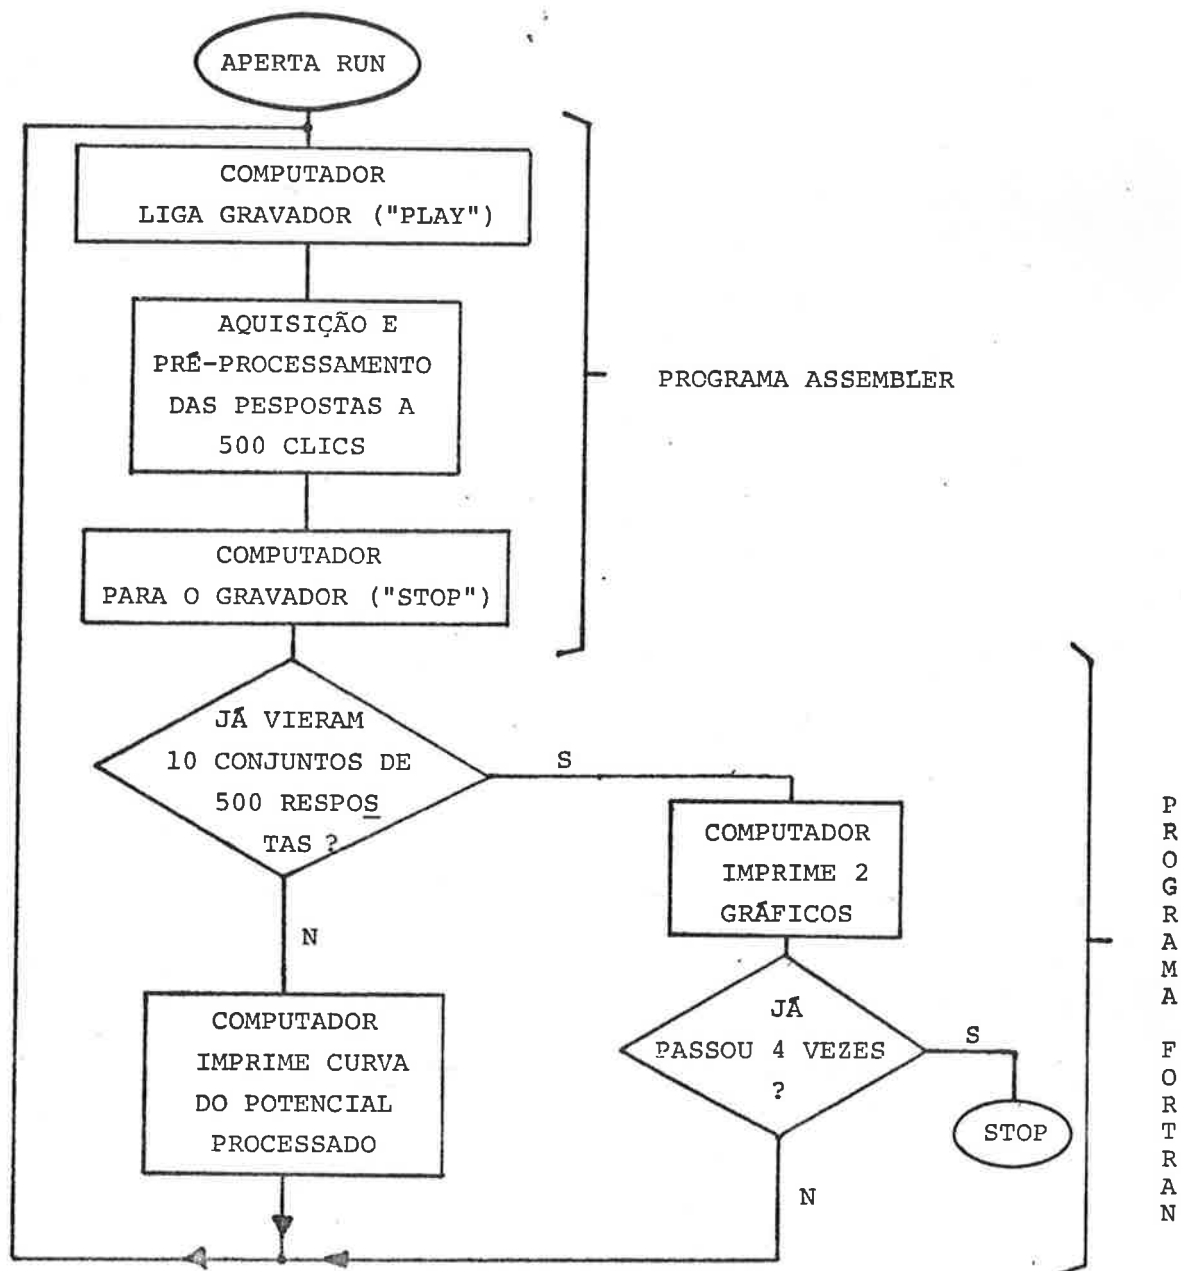 APERTA RUN
COMPUTADOR
LIGA GRAVADOR ("PLAY")
AQUISIÇÃO E
PRÉ-PROCESSAMENTO
DAS PESPOSTAS A
500 CLICS
PROGRAMA ASSEMBLER
COMPUTADOR
PARA O GRAVADOR ("STOP")
JÁ VIERAM
10 CONJUNTOS DE
500 RESPOS
TAS ?
S
N
COMPUTADOR
IMPRIME 2
GRÁFICOS
JÁ
PASSOU 4 VEZES
?
S
STOP
N
COMPUTADOR
IMPRIME CURVA
DO POTENCIAL
PROCESSADO
PROGRAMA FORTRAN